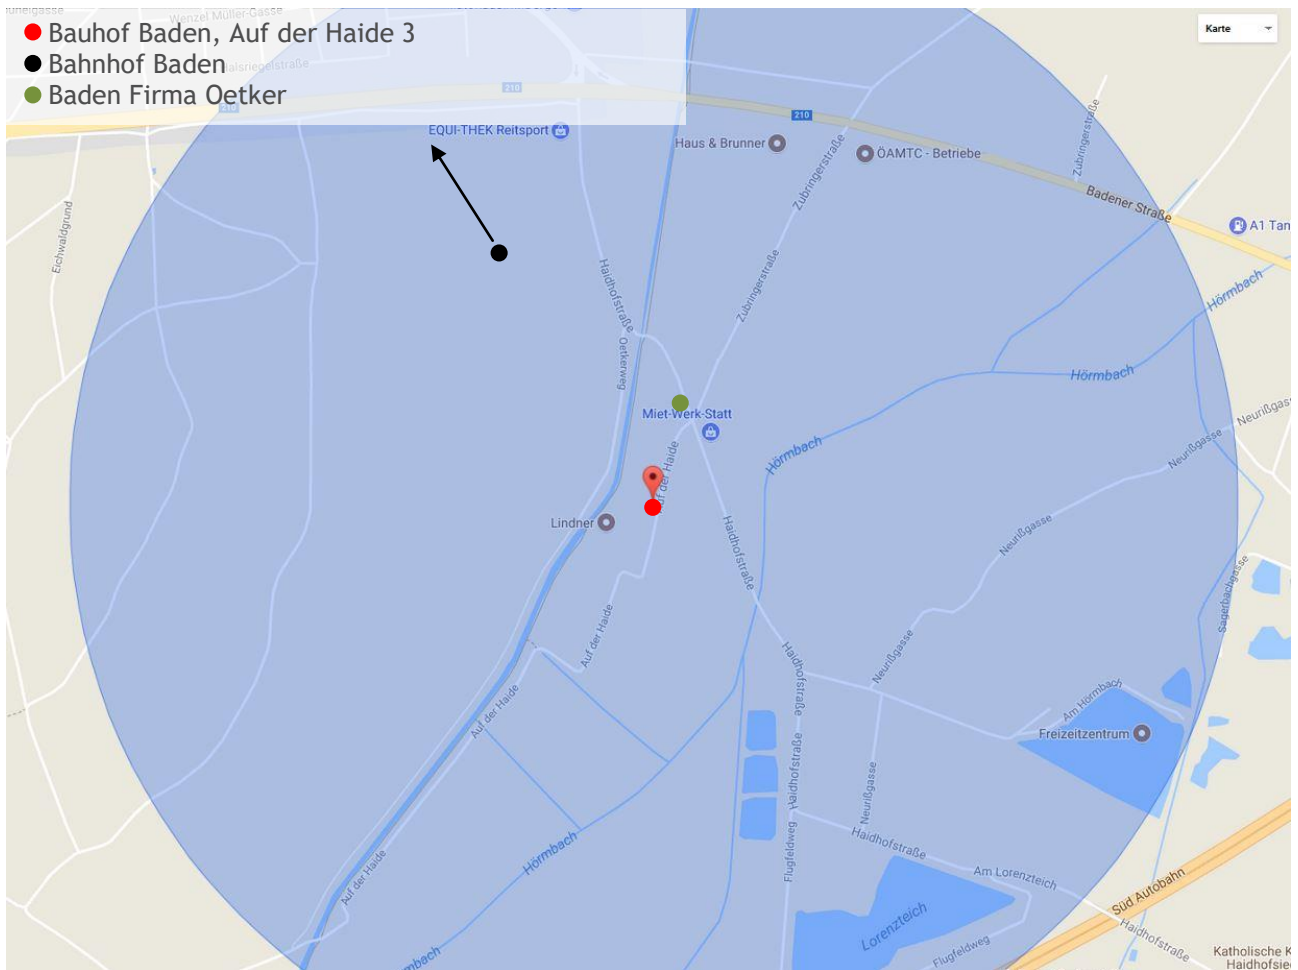 Wenzel Müller-Gasse
Bauhof Baden, Auf der Haide 3
Bahnhof Baden
Baden Firma Oetker
Karte
210
210
210
EQUI-THEK Reitsport
Haus & Brunner
ÖAMTC - Betriebe
Zubringerstraße
Zubringerstraße
Zubringerstraße
Badener Straße
A1 Tan
Eichwaldgrund
Haidhofstraße
Oetkerweg
Hörmbach
Hörmbach
Hörmbach
Miet-Werk-Statt
Auf der Haide
Neurißgasse
Neurißgasse
Neurißgasse
Neurißgasse
Neurißgasse
Lindner
Haidhofstraße
Auf der Haide
Sagerbachgasse
Haidhofstraße
Auf der Haide
Am Hörmbach
Freizeitzentrum
Haidhofstraße
Flugfeldweg
Haidhofstraße
Hörmbach
Auf der Haide
Am Lorenzteich
Süd Autobahn
Lorenzteich
Flugfeldweg
Haidhofstraße
Katholische K
Haidhofsie
mbach